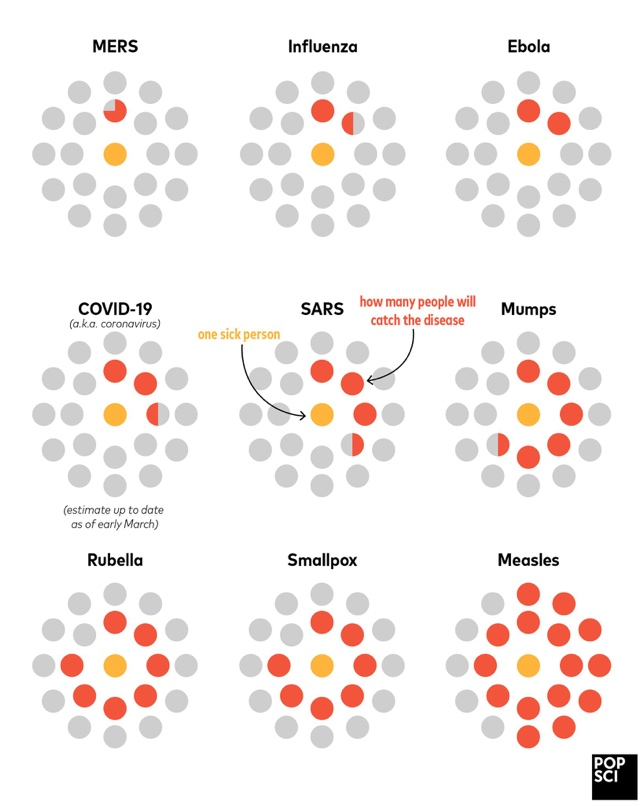 MERS
Influenza
Ebola
COVID-19
(a.k.a. coronavirus)
SARS
Mumps
one sick person
how many people will
catch the disease
(estimate up to date
as of early March)
Rubella
Smallpox
Measles
POP
SCI